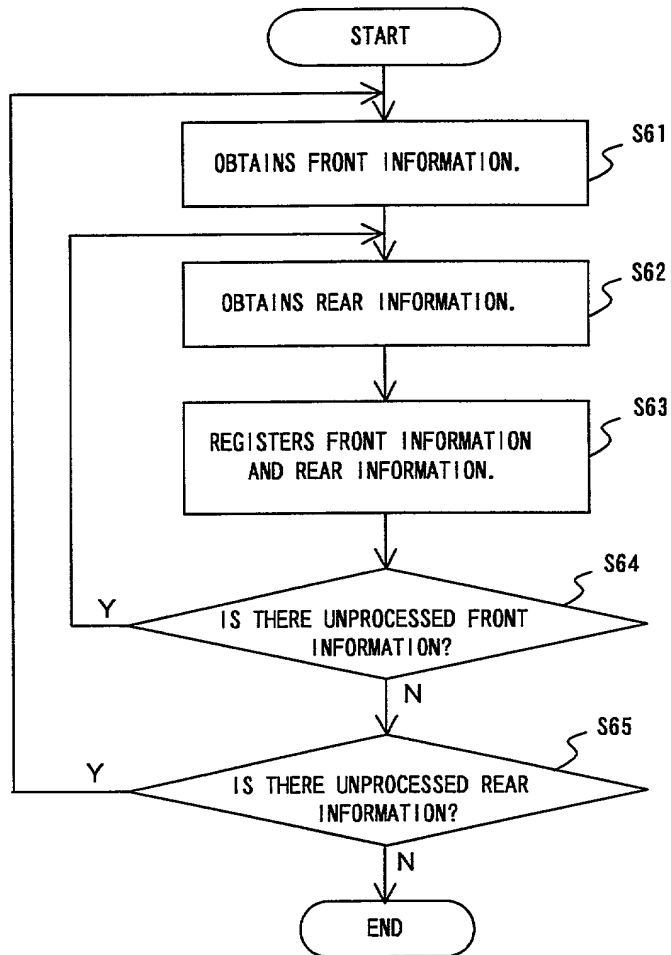 START
S61
OBTAINS FRONT INFORMATION.
S62
OBTAINS REAR INFORMATION.
S63
REGISTERS FRONT INFORMATION
AND REAR INFORMATION.
S64
Y
IS THERE UNPROCESSED FRONT
INFORMATION?
N
S65
Y
IS THERE UNPROCESSED REAR
INFORMATION?
N
END